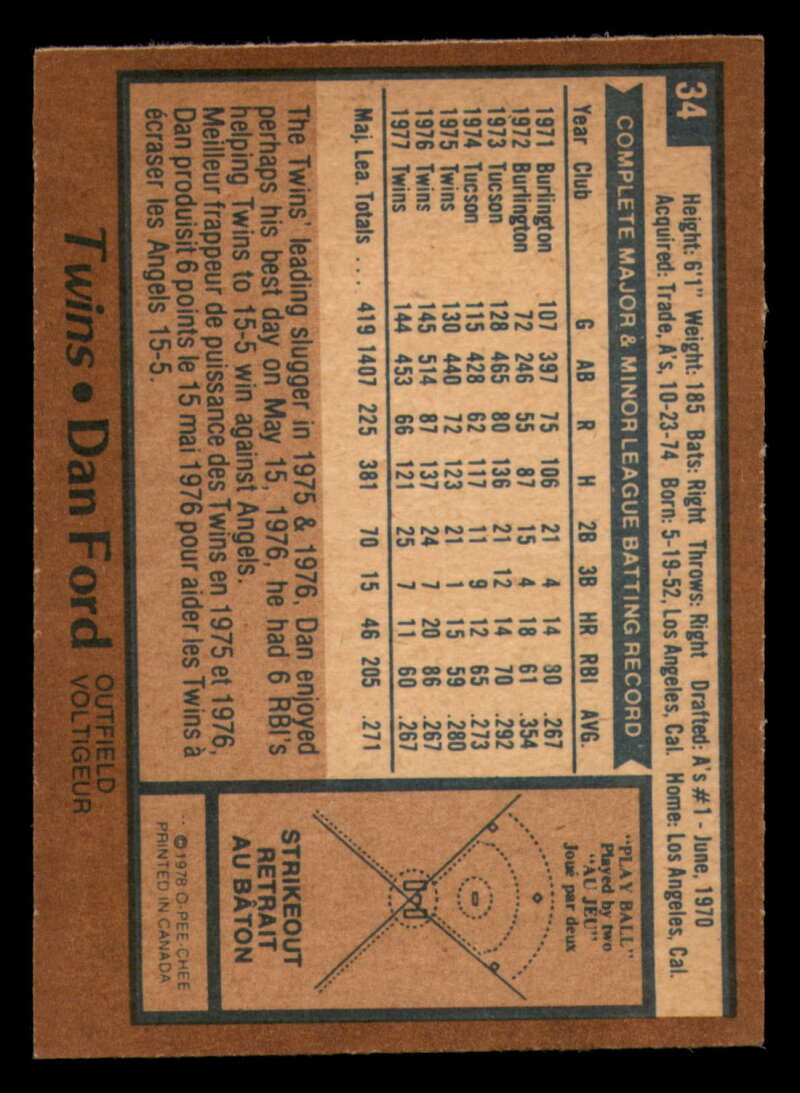 34
Height: 6'1" Weight: 185 Bats: Right Throws: Right Drafted: A's #1 - June, 1970
Acquired: Trade, A's, 10-23-74 Born: 5-19-52, Los Angeles, Cal. Home: Los Angeles, Cal.
COMPLETE MAJOR & MINOR LEAGUE BATTING RECORD
Year Club G AB R H 2B 3B HR RBI AVG.
1971 Burlington 107 397 75 106 21 4 14 30 .267
1972 Burlington 72 246 55 87 15 4 18 61 .354
1973 Tucson 128 465 80 136 21 12 14 70 .292
1974 Tucson 115 428 62 117 11 9 12 65 .273
1975 Twins 130 440 72 123 21 1 15 59 .280
1976 Twins 145 514 87 137 24 7 20 86 .267
1977 Twins 144 453 66 121 25 7 11 60 .267
Maj. Lea. Totals .... 419 1407 225 381 70 15 46 205 .271
The Twins' leading slugger in 1975 & 1976, Dan enjoyed
perhaps his best day on May 15, 1976, he had 6 RBI's
helping Twins to 15-5 win against Angels.
Meilleur frappeur de puissance des Twins en 1975 et 1976,
Dan produisit 6 points le 15 mai 1976 pour aider les Twins à
écraser les Angels 15-5.
"PLAY BALL"
Played by two
"AU JEU"
Joué par deux
STRIKEOUT
RETRAIT
AU BÂTON
©1978 O-PEE-CHEE
PRINTED IN CANADA
Twins • Dan Ford OUTFIELD
VOLTIGEUR